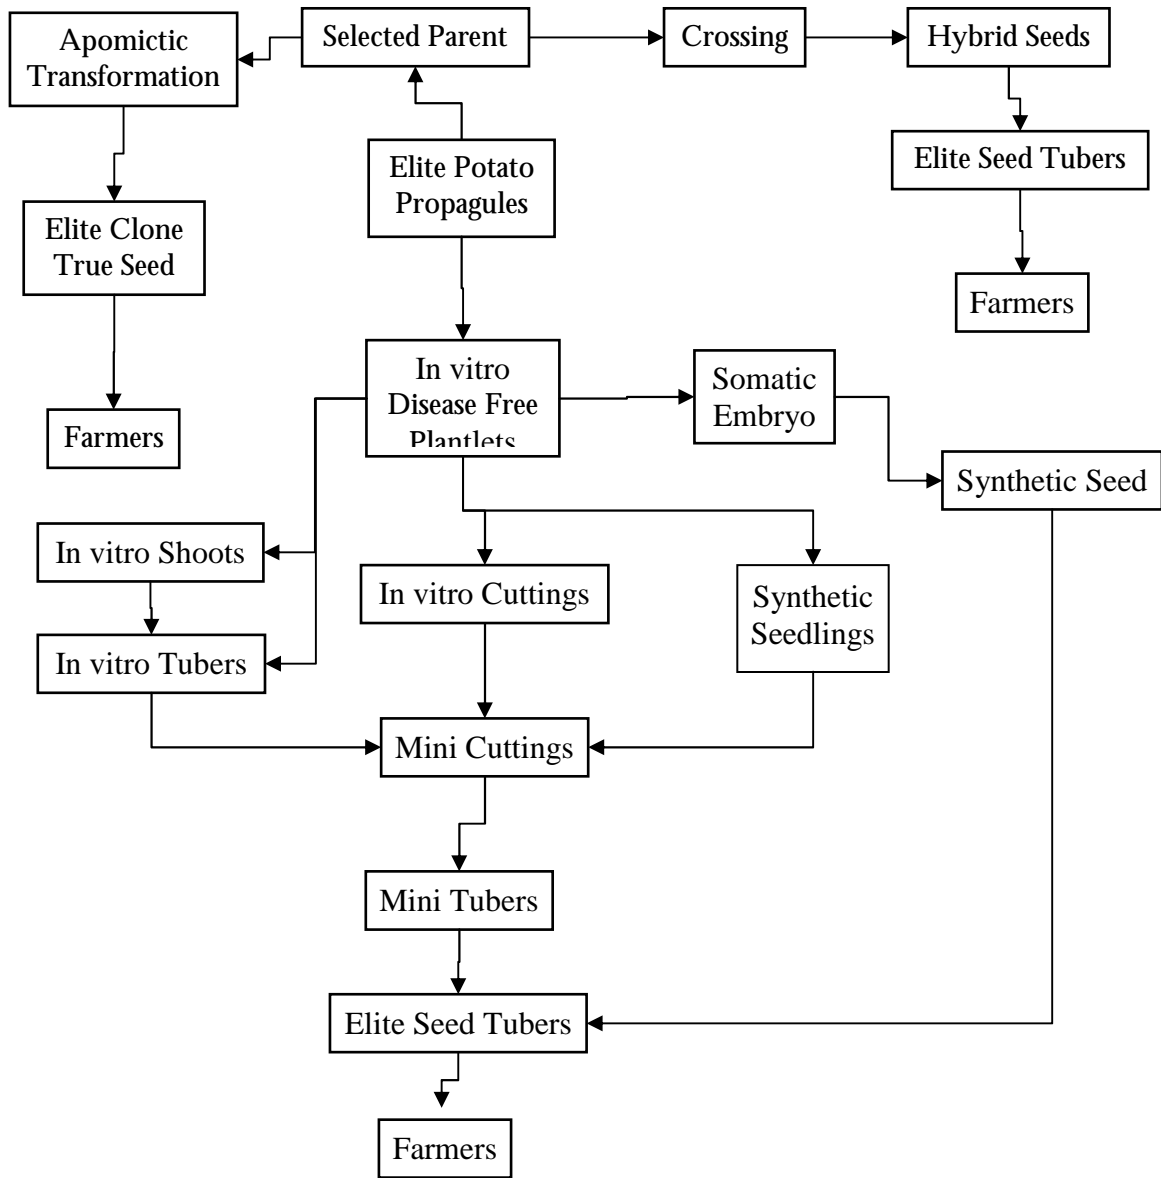 Apomictic
Transformation
Selected Parent
Crossing
Hybrid Seeds
Elite Potato
Propagules
Elite Seed Tubers
Elite Clone
True Seed
Farmers
In vitro
Disease Free
Plantlets
Somatic
Embryo
Farmers
Synthetic Seed
In vitro Shoots
In vitro Cuttings
Synthetic
Seedlings
In vitro Tubers
Mini Cuttings
Mini Tubers
Elite Seed Tubers
Farmers